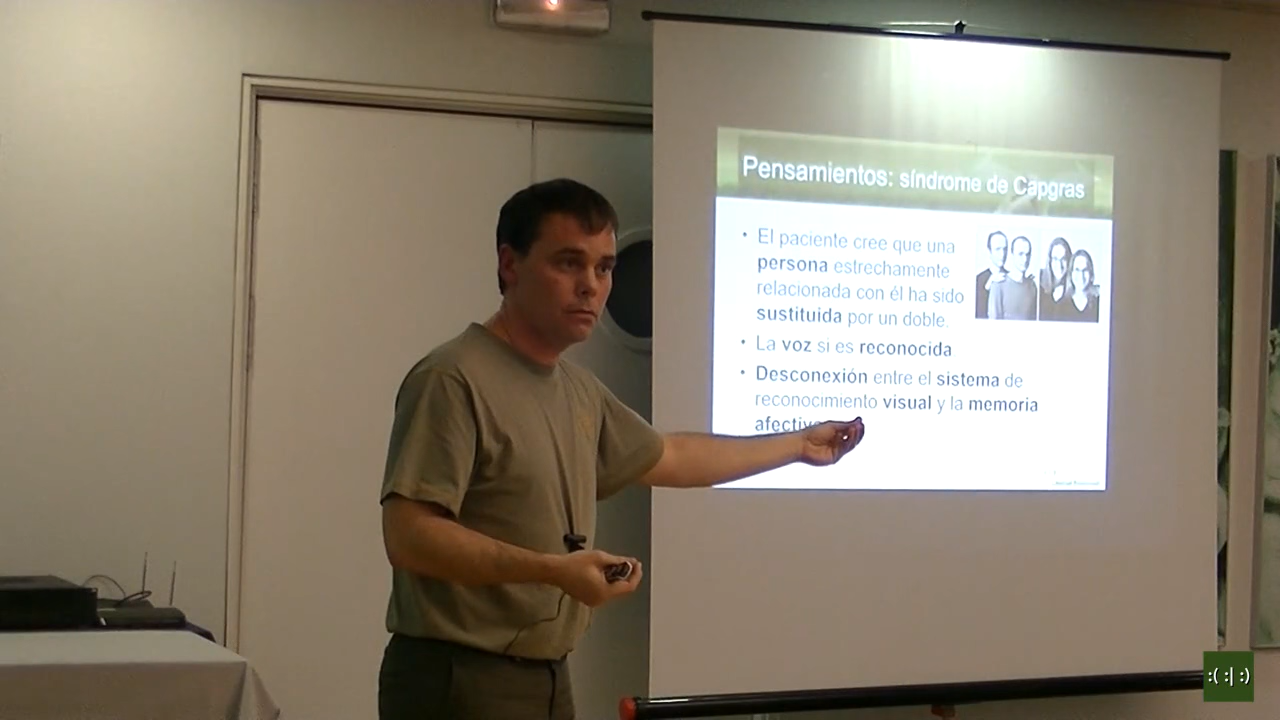 Pensamientos: síndrome de Capgras
• El paciente cree que una
persona estrechamente
relacionada con él ha sido
sustituida por un doble.
• La voz si es reconocida
• Desconexión entre el sistema de
reconocimiento visual y la memoria
:( :| :)